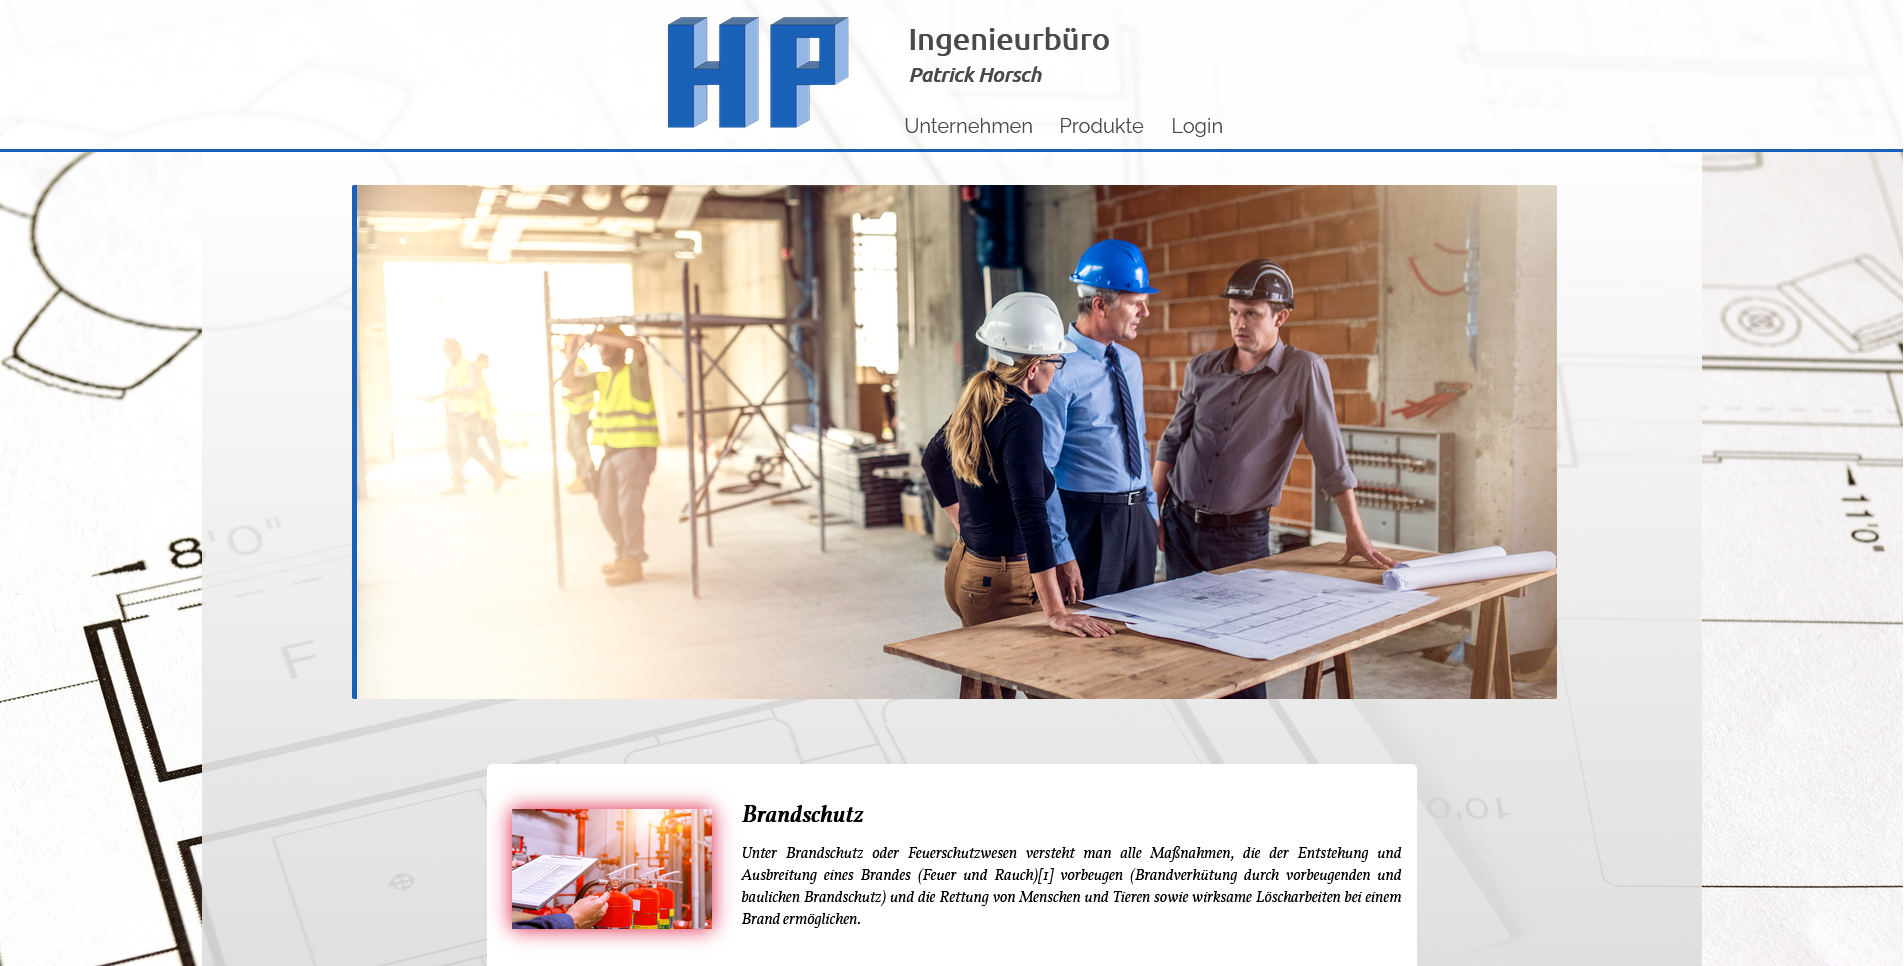 HP
Ingenieurbüro
Patrick Horsch
Unternehmen Produkte Login
8'0"
F
11'0"
10'0
Brandschutz
Unter Brandschutz oder Feuerschutzwesen versteht man alle Maßnahmen, die der Entstehung und
Ausbreitung eines Brandes (Feuer und Rauch)[1] vorbeugen (Brandverhütung durch vorbeugenden und
baulichen Brandschutz) und die Rettung von Menschen und Tieren sowie wirksame Löscharbeiten bei einem
Brand ermöglichen.